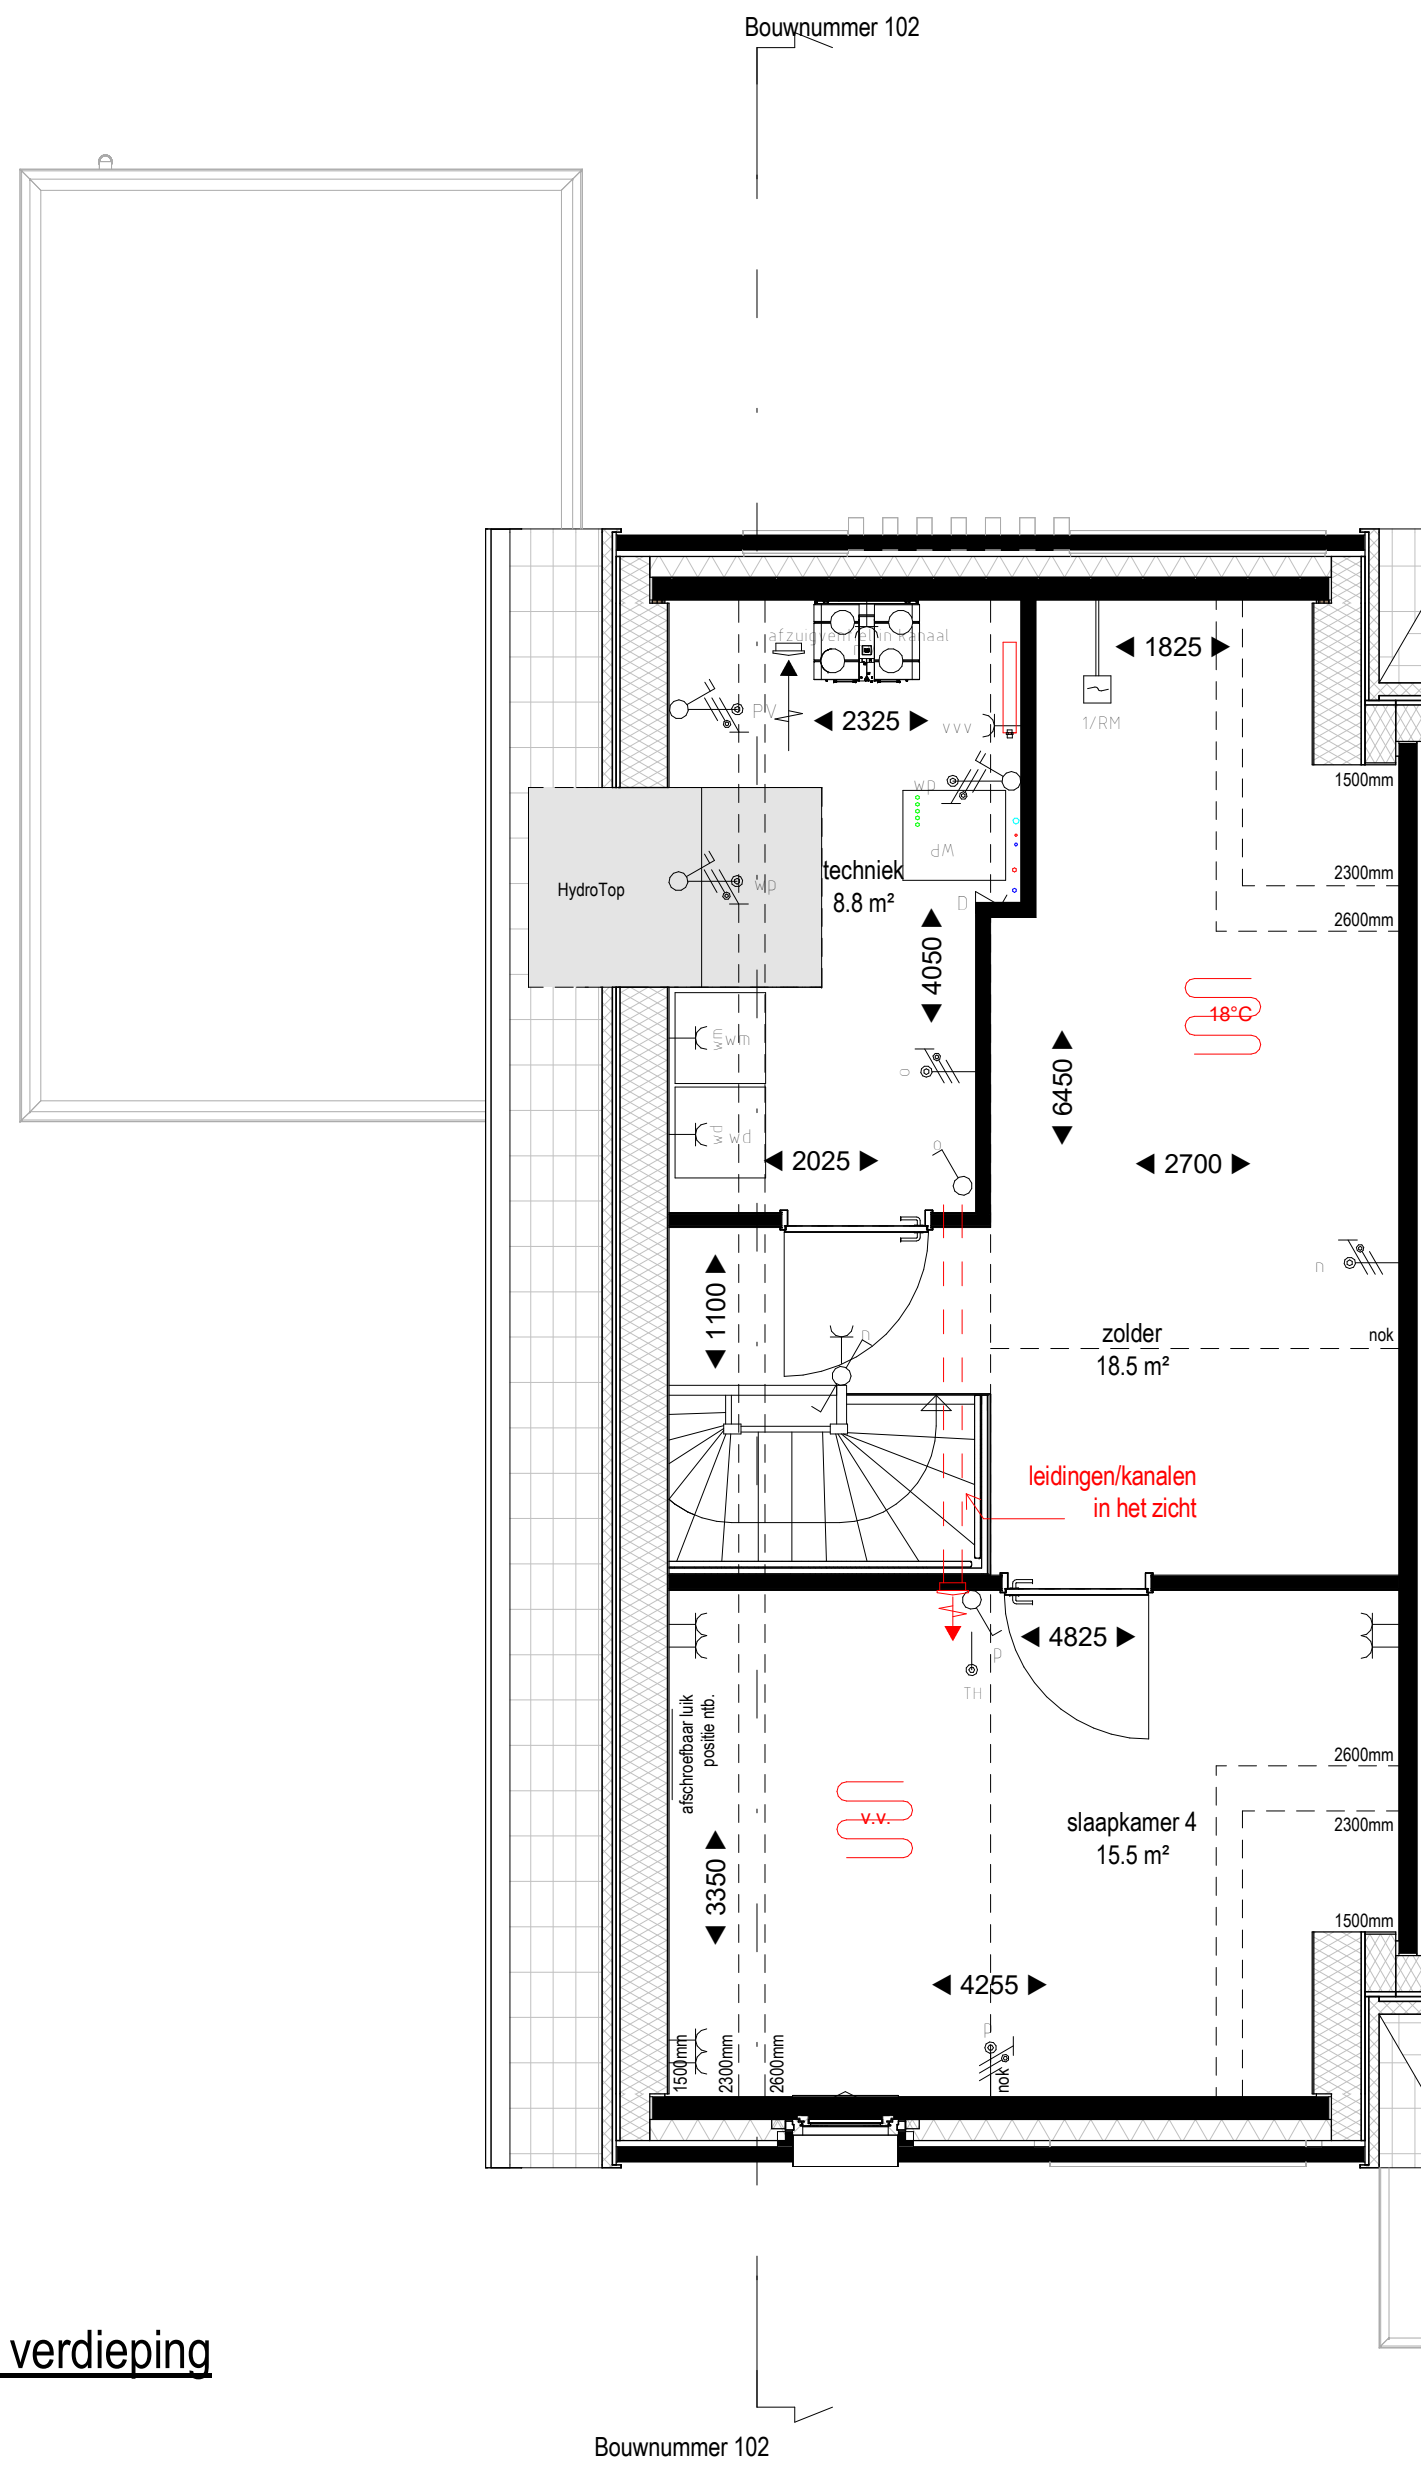 Bouwnummer 102
afzuigventiel in kanaal
1825
PV
2325
vvv
1/RM
1500mm
wp
WP
techniek
8.8 m²
HydroTop
wp
2300mm
D
2600mm
4050
18°C
wm
wm
o
6450
wd
wd
o
2025
2700
n
1100
n
zolder
18.5 m²
nok
leidingen/kanalen
in het zicht
4825
p
TH
afschroefbaar luik
positie ntb.
2600mm
v.v.
slaapkamer 4
15.5 m²
2300mm
3350
1500mm
4255
p
1500mm
2300mm
2600mm
nok
verdieping
Bouwnummer 102